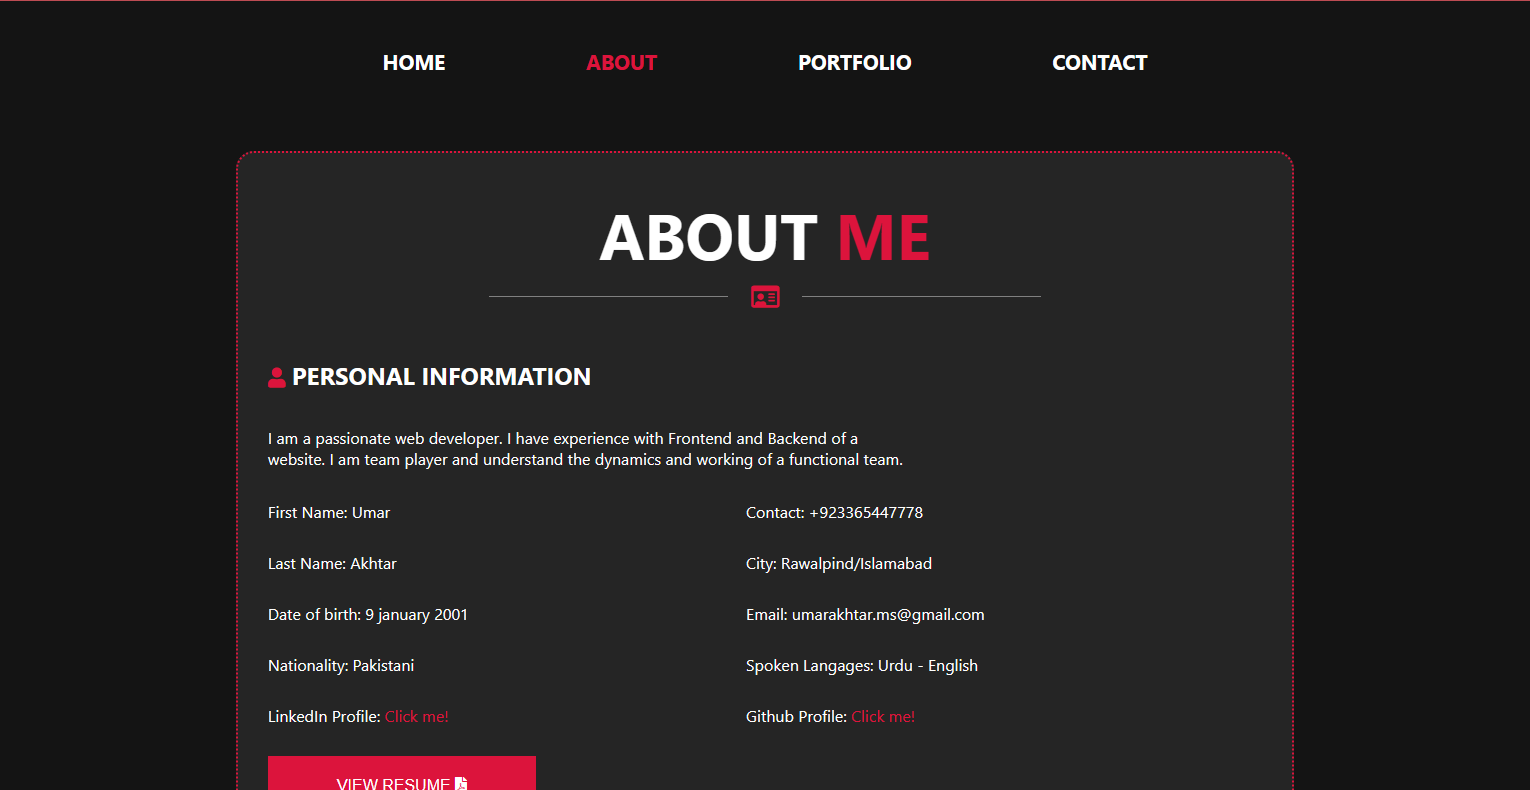 HOME ABOUT PORTFOLIO CONTACT
ABOUT ME
PERSONAL INFORMATION
I am a passionate web developer. I have experience with Frontend and Backend of a
website. I am team player and understand the dynamics and working of a functional team.
First Name: Umar
Contact: +923365447778
Last Name: Akhtar
City: Rawalpind/Islamabad
Date of birth: 9 january 2001
Email: umarakhtar.ms@gmail.com
Nationality: Pakistani
Spoken Langages: Urdu - English
LinkedIn Profile: Click me!
Github Profile: Click me!
VIEW RESUME